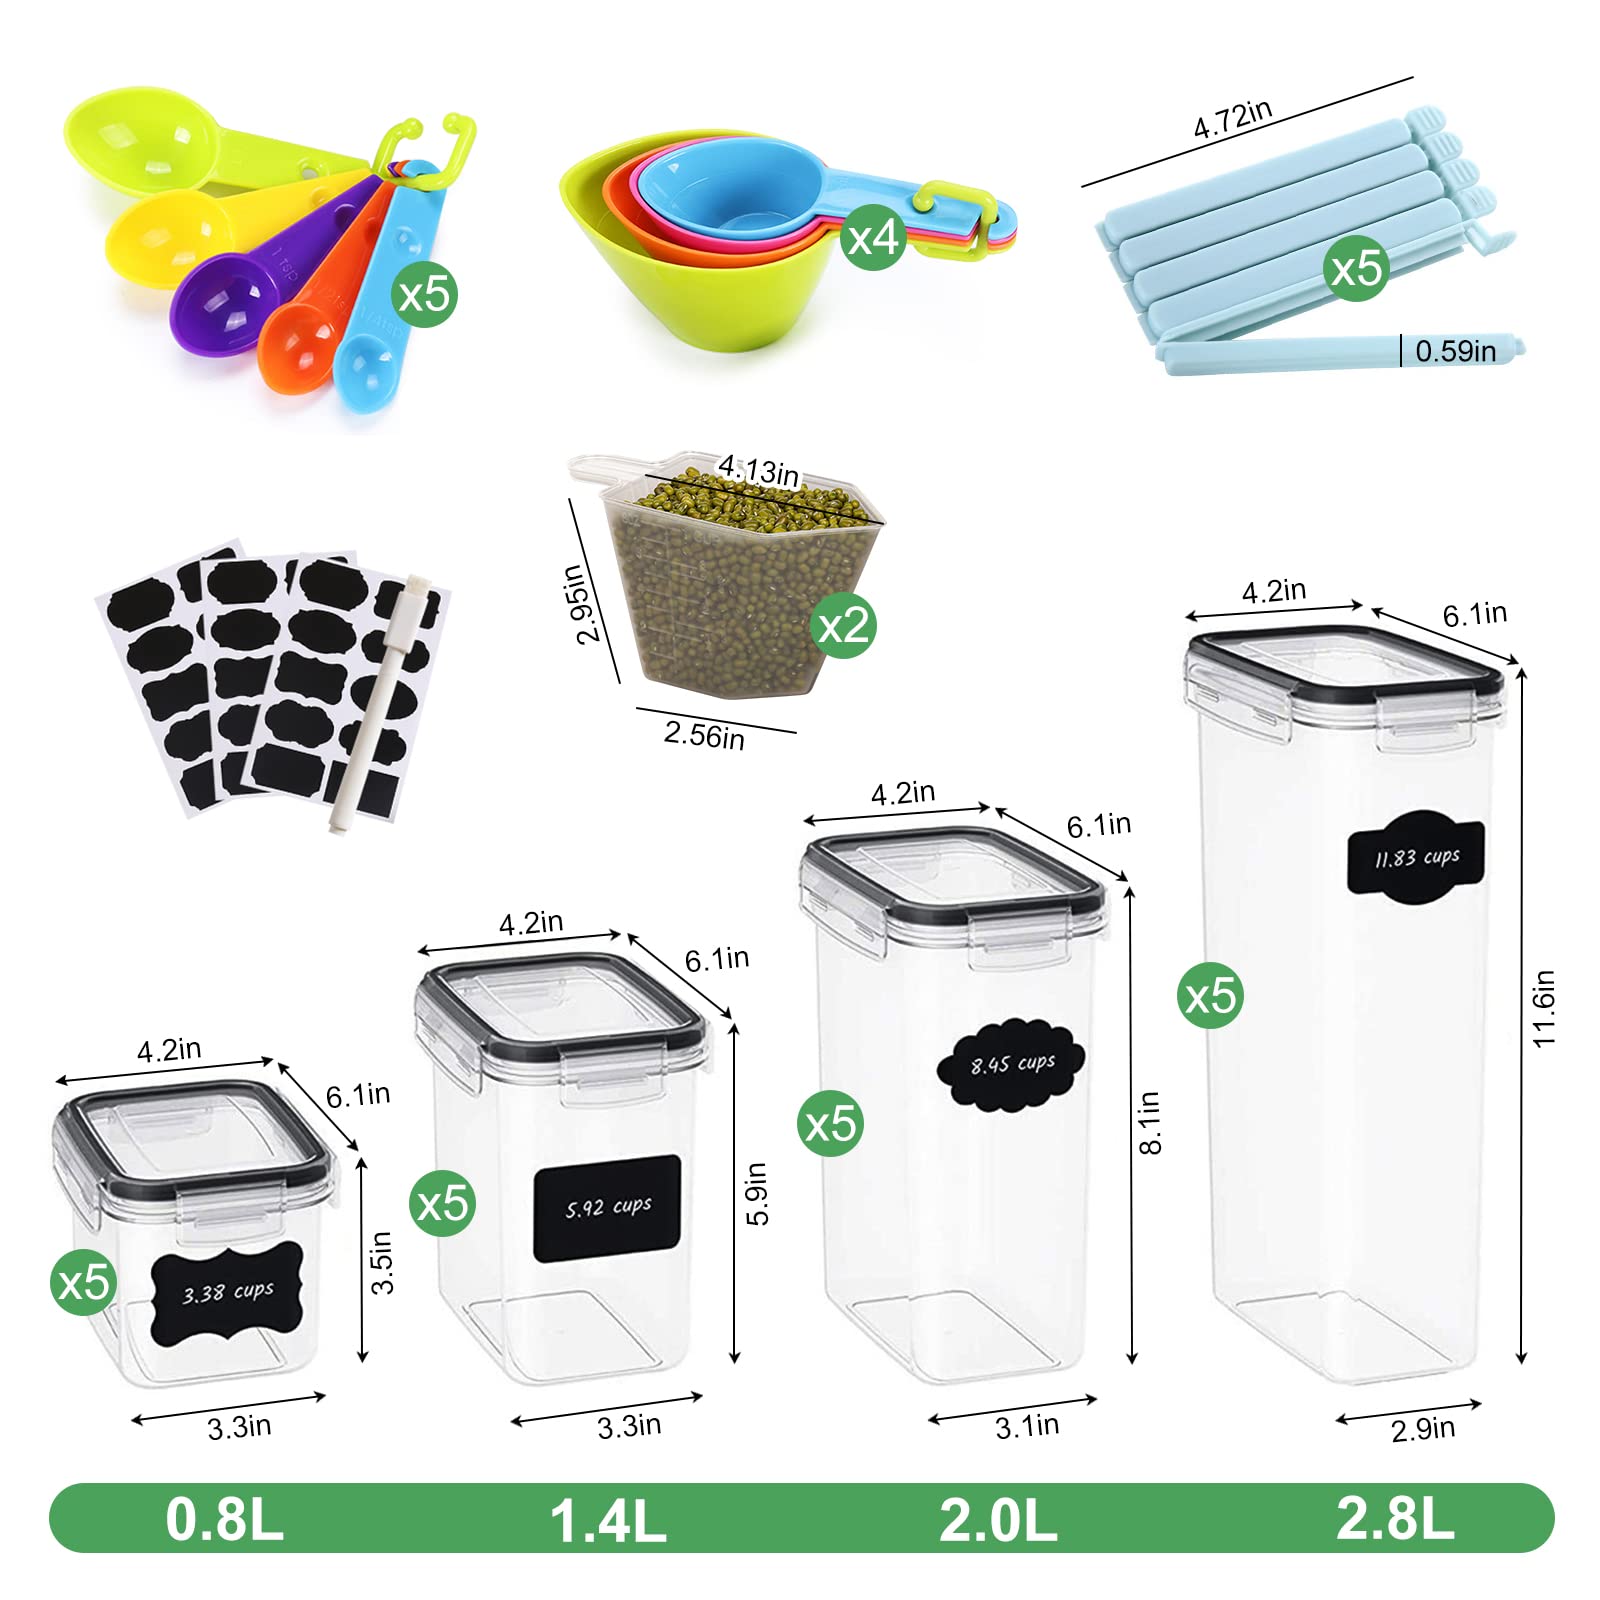 1 tsp
x5
x4
4.72in
x5
0.59in
4.13in
2.95in
x2
2.56in
4.2in
6.1in
11.83 cups
x5
11.6in
2.9in
4.2in
6.1in
8.45 cups
x5
8.1in
3.1in
4.2in
6.1in
5.92 cups
x5
5.9in
3.3in
4.2in
6.1in
3.38 cups
x5
3.5in
3.3in
0.8L
1.4L
2.0L
2.8L